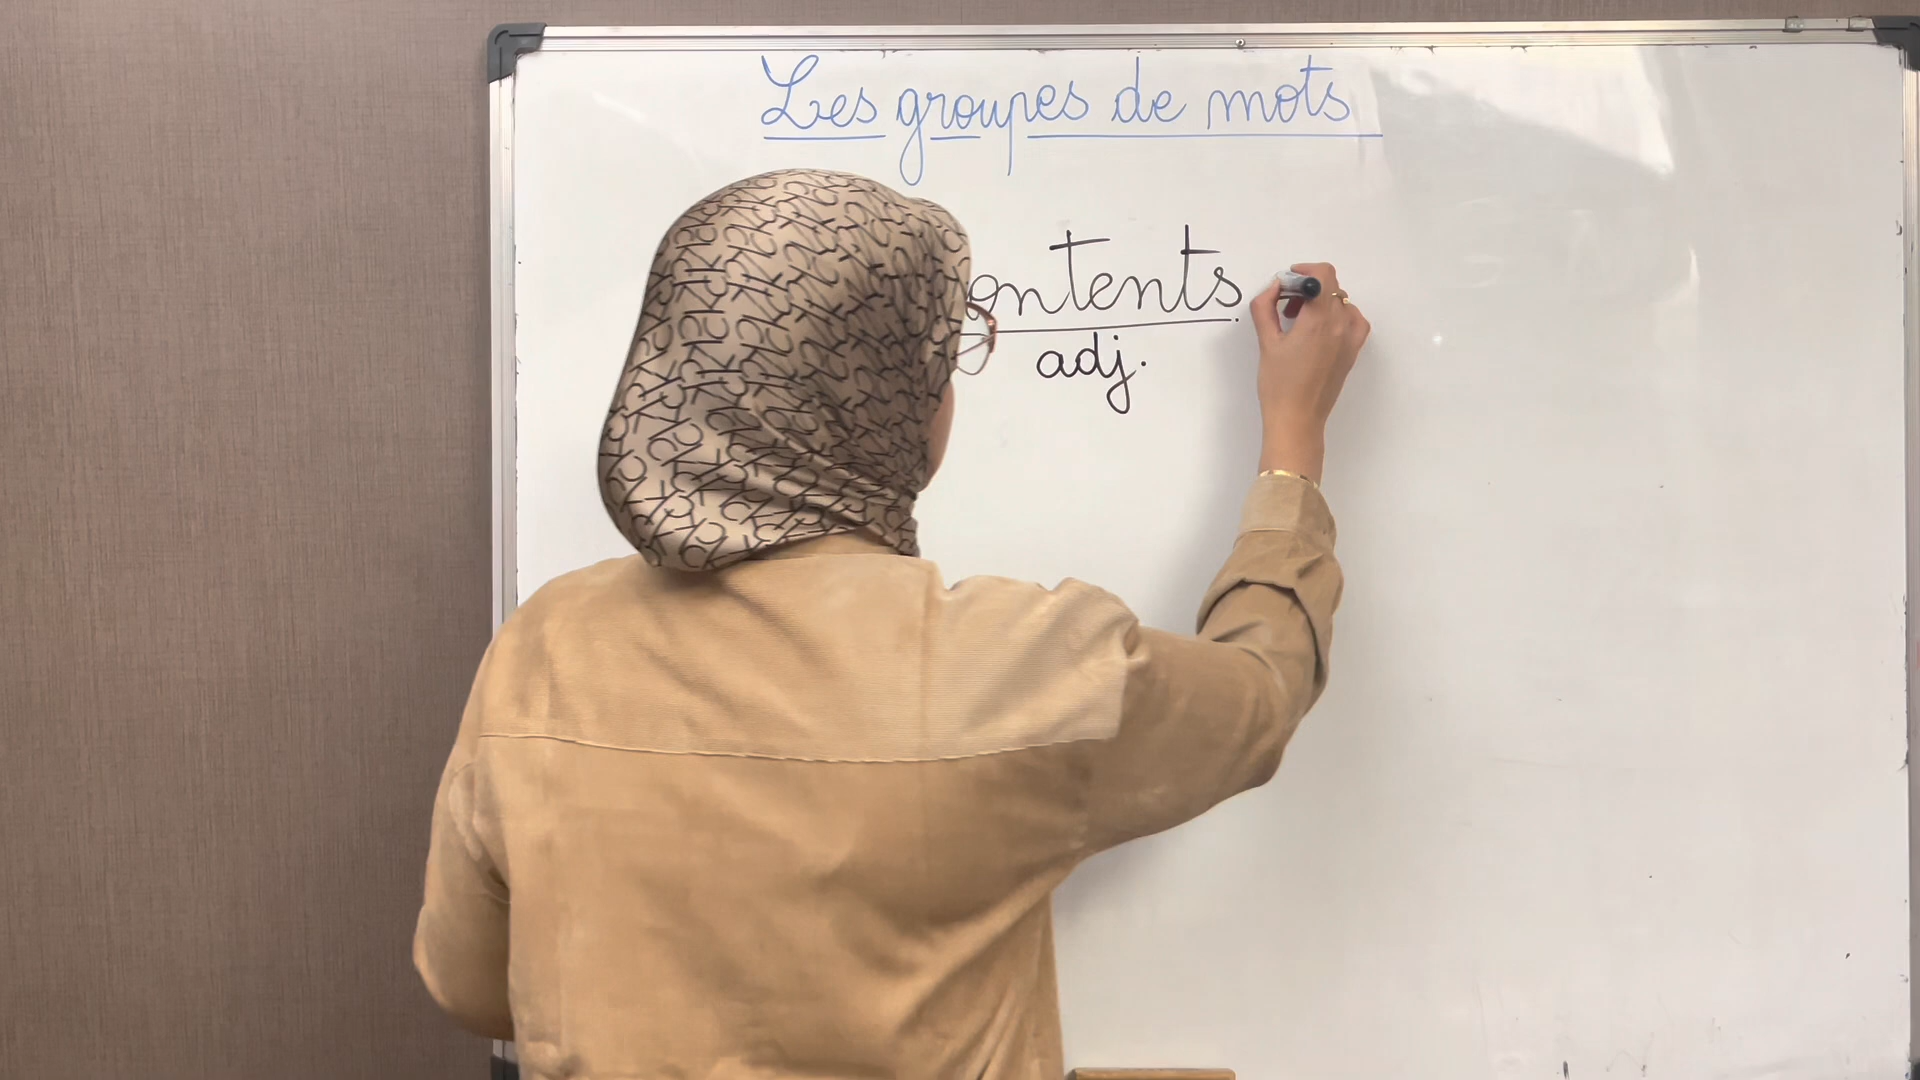 Les groupes de mots
ontents.
adj.